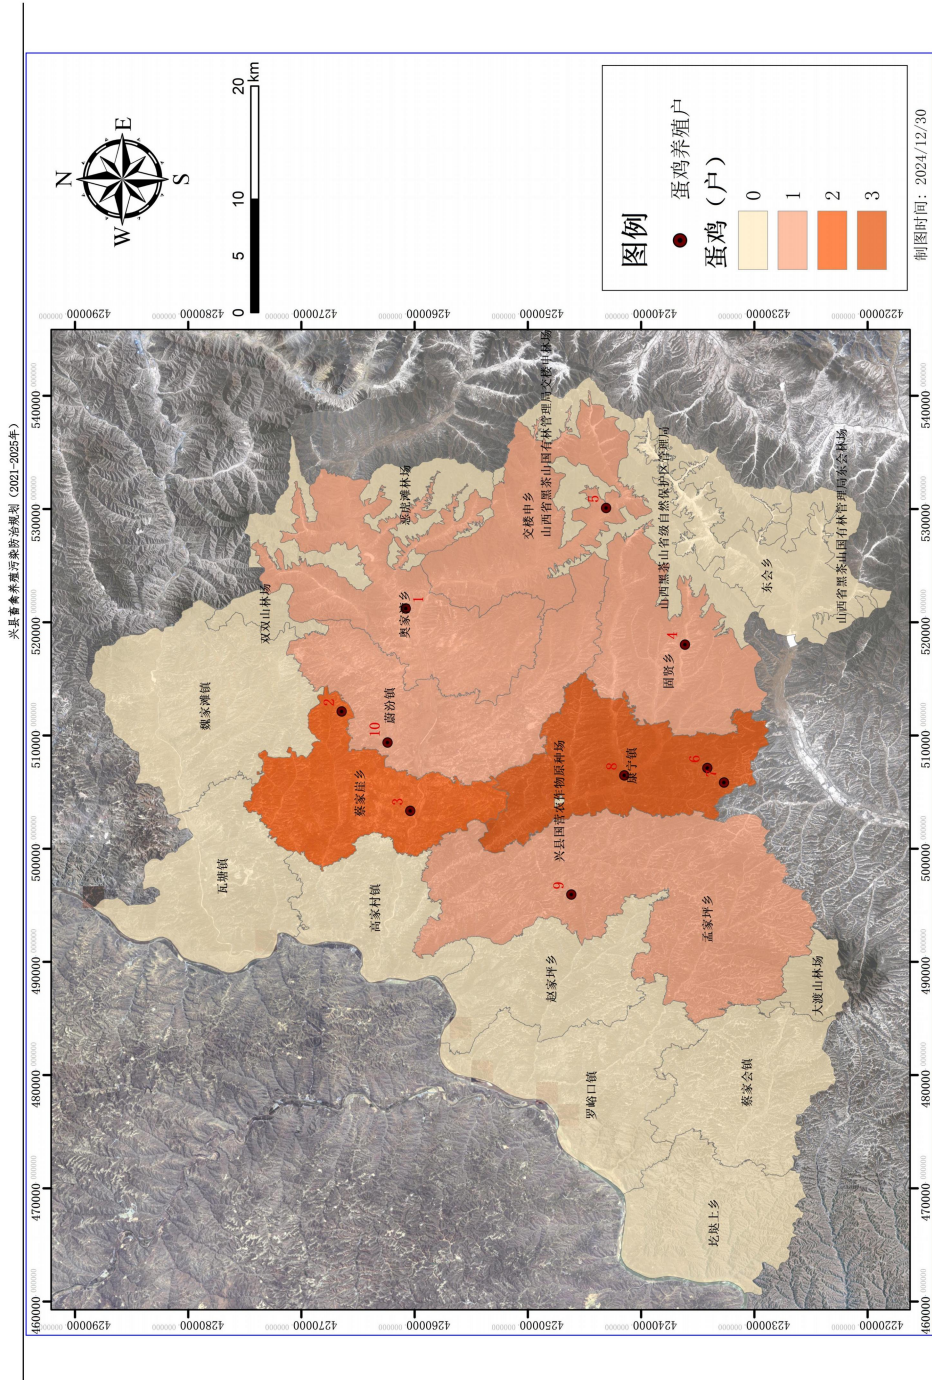 兴县畜禽养殖污染防治规划（2021-2025年）
N
W
E
S
0
5
10
20
km
图例
蛋鸡养殖户
蛋鸡（户）
0
1
2
3
制图时间: 2024/12/30
460000
470000
480000
490000
500000
510000
520000
530000
540000
4290000
4280000
4270000
4260000
4250000
4240000
4230000
4220000
魏家滩镇
双双山林场
瓦塘镇
高家村镇
蔡家崖乡
2
3
10
蔚汾镇
奥家湾乡
1
恶虎滩林场
交楼申乡
山西省黑茶山国有林管理局交楼申林场
5
兴县国营农作物原种场
9
赵家坪乡
罗峪口镇
8
康宁镇
固贤乡
4
山西黑茶山省级自然保护区管理局
6
7
孟家坪乡
东会乡
山西省黑茶山国有林管理局东会林场
大渡山林场
蔡家会镇
圪垯上乡